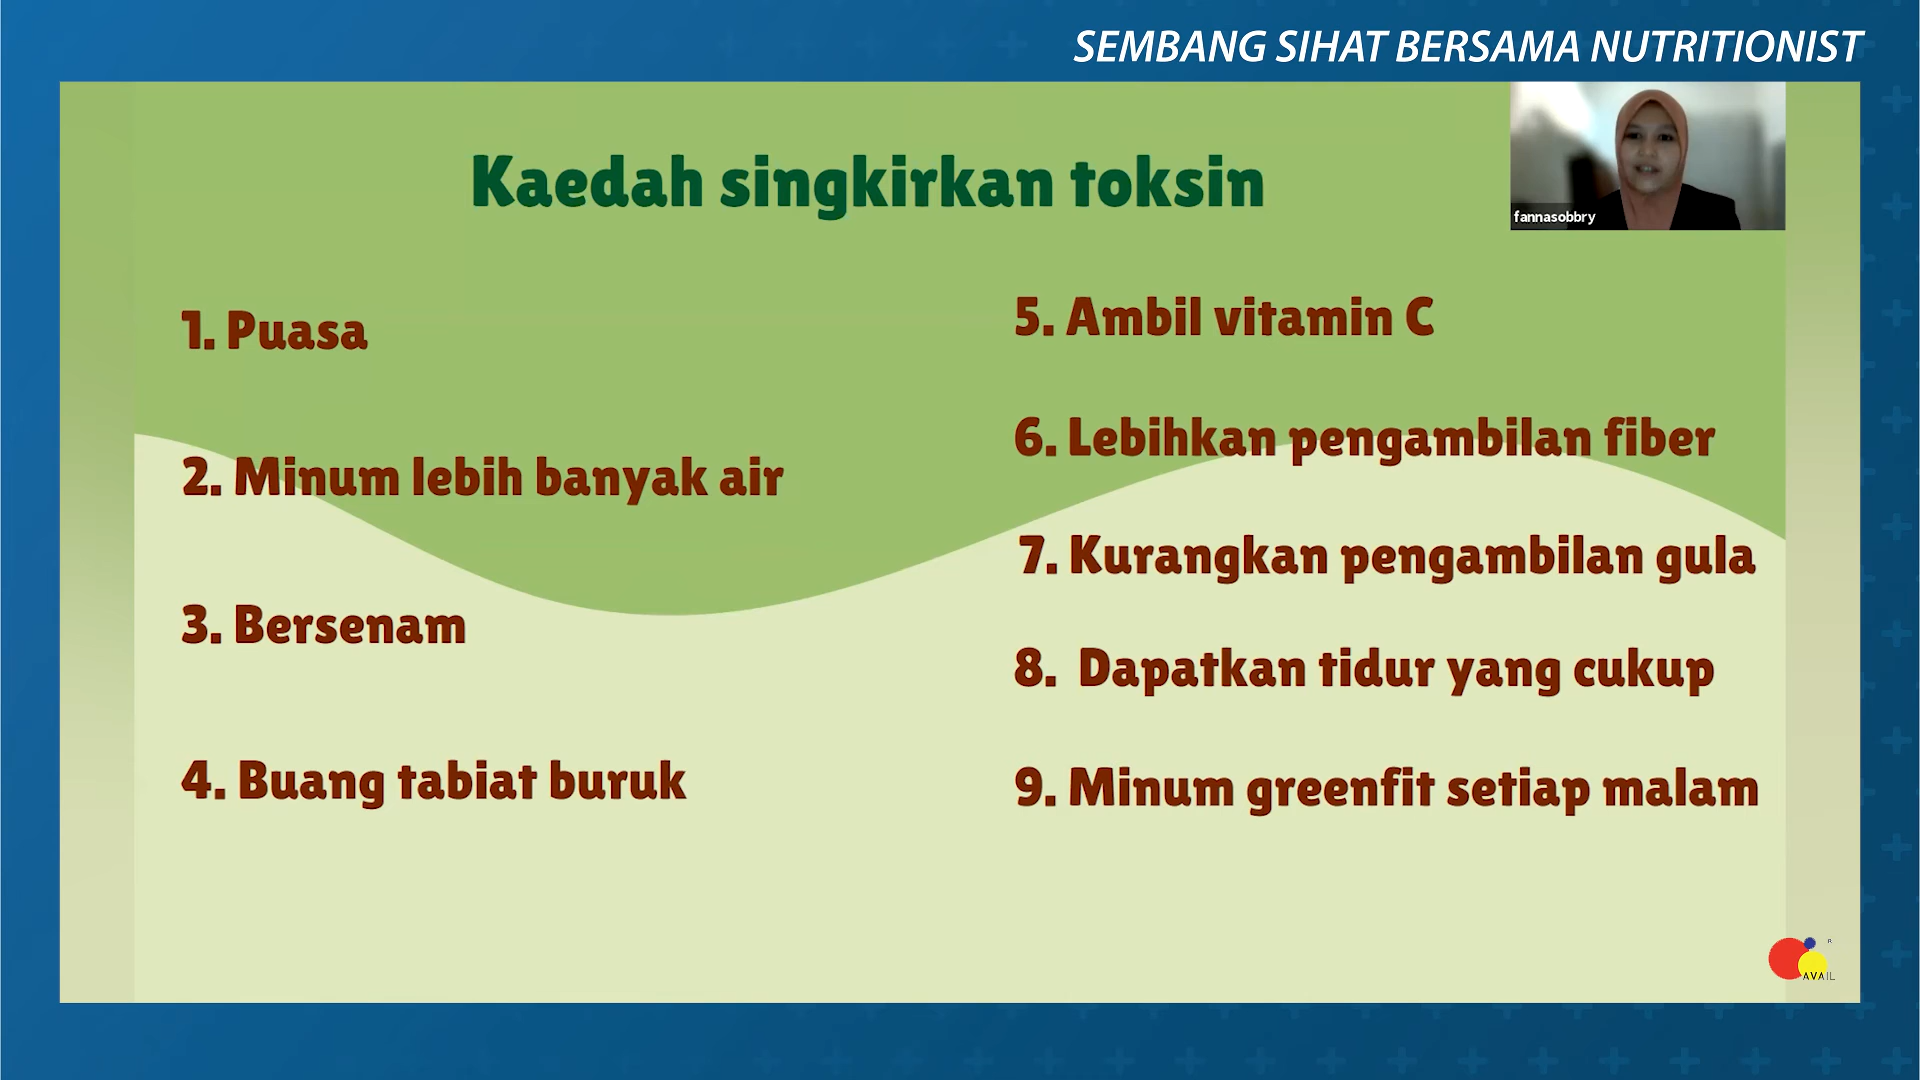 SEMBANG SIHAT BERSAMA NUTRITIONIST
fannasobbry
Kaedah singkirkan toksin
1. Puasa
2. Minum lebih banyak air
3. Bersenam
4. Buang tabiat buruk
5. Ambil vitamin C
6. Lebihkan pengambilan fiber
7. Kurangkan pengambilan gula
8. Dapatkan tidur yang cukup
9. Minum greenfit setiap malam
R
AVAIL